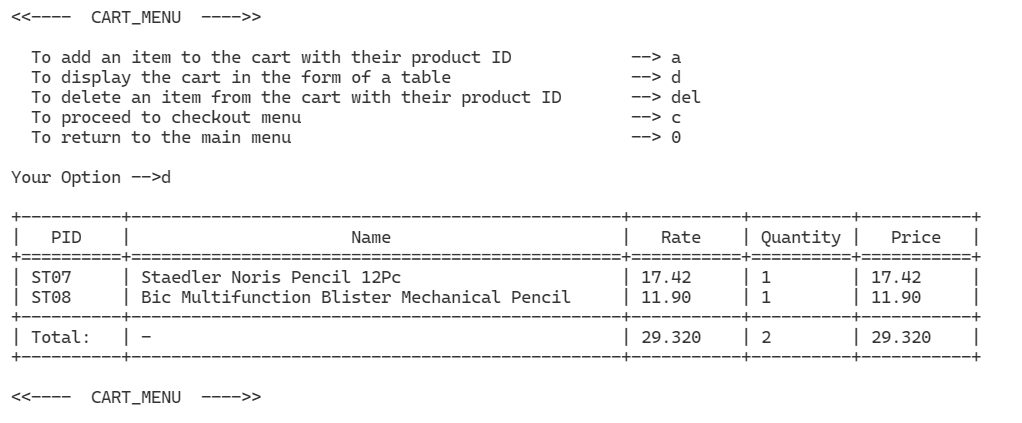 <<----  CART_MENU  ---->>
  To add an item to the cart with their product ID            --> a
  To display the cart in the form of a table                  --> d
  To delete an item from the cart with their product ID       --> del
  To proceed to checkout menu                                 --> c
  To return to the main menu                                  --> 0
Your Option -->d
+----------+-------------------------------------------------+-----------+----------+-----------+
|   PID    |                      Name                       |   Rate    | Quantity |   Price   |
+==========+=================================================+===========+==========+===========+
| ST07     | Staedler Noris Pencil 12Pc                      | 17.42     | 1        | 17.42     |
| ST08     | Bic Multifunction Blister Mechanical Pencil     | 11.90     | 1        | 11.90     |
+----------+-------------------------------------------------+-----------+----------+-----------+
| Total:   | -                                               | 29.320    | 2        | 29.320    |
+----------+-------------------------------------------------+-----------+----------+-----------+
<<----  CART_MENU  ---->>